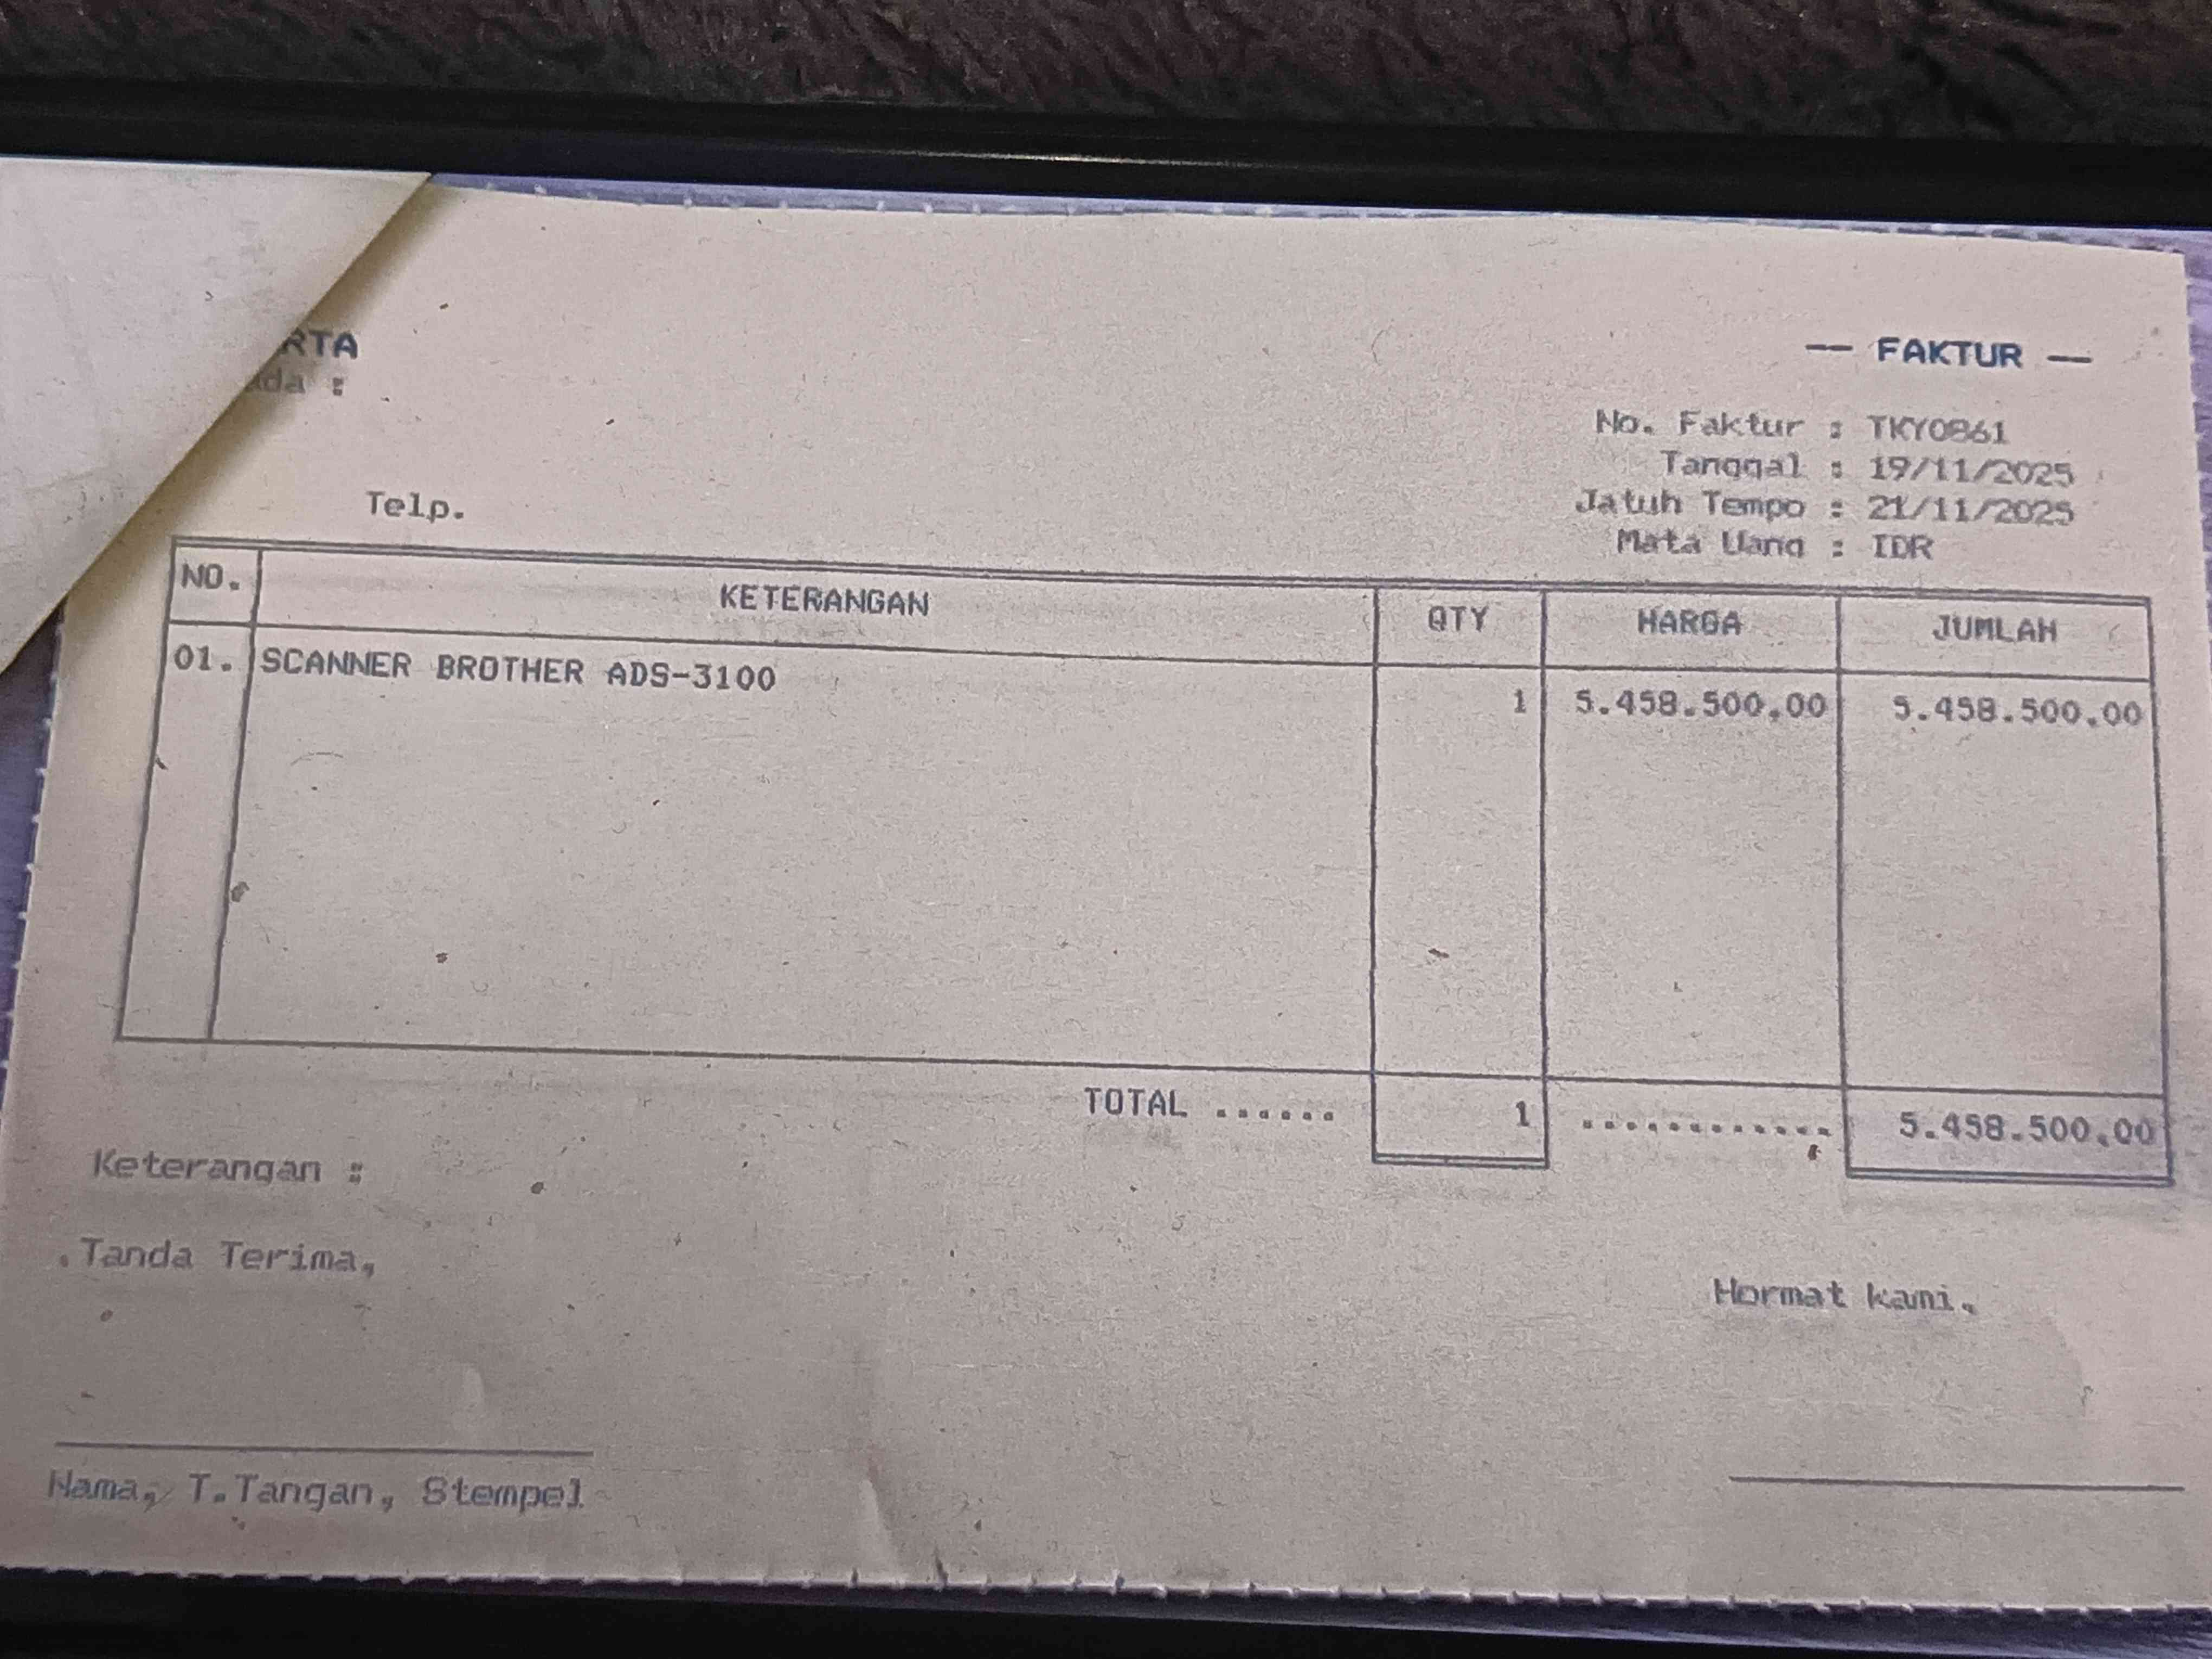 — FAKTUR —
No. Faktur : TKY0861
Tanggal : 19/11/2025
Telp.
Jatuh Tempo : 21/11/2025
Mata Uang : IDR
NO. KETERANGAN QTY HARGA JUMLAH
01. SCANNER BROTHER ADS-3100 1 5.458.500,00 5.458.500,00
TOTAL ...... 1 ............ 5.458.500,00
Keterangan :
Tanda Terima,
Hormat kami,
Nama, T.Tangan, Stempel